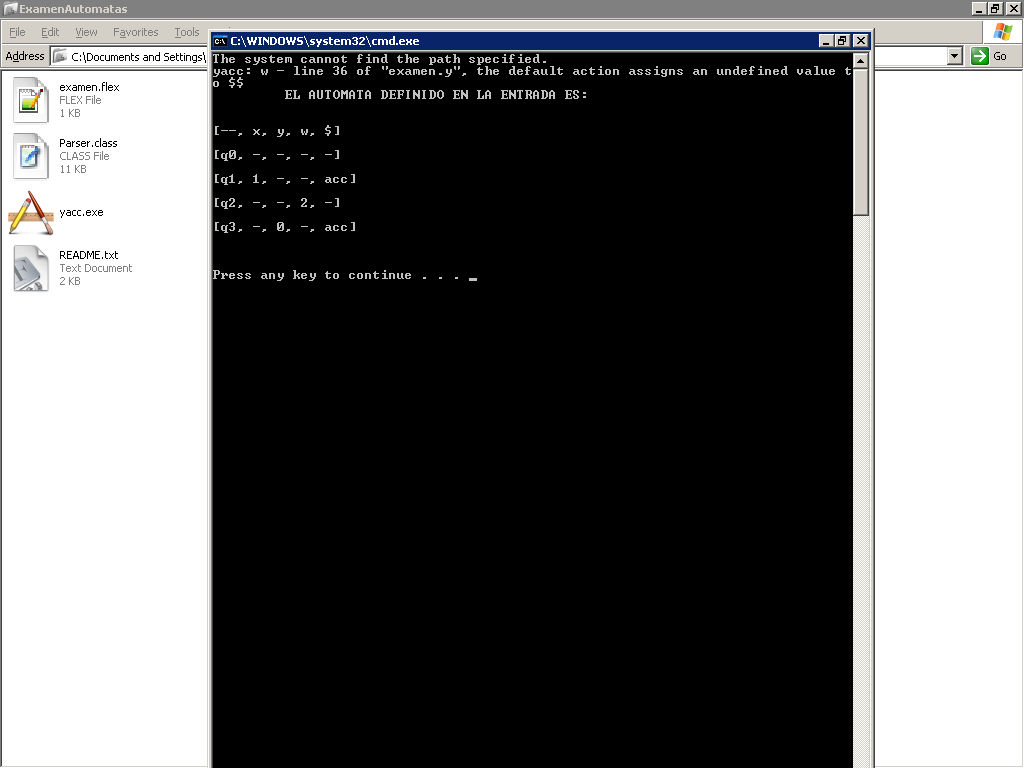 ExamenAutomatas
File Edit View Favorites Tools
Address C:\Documents and Settings\
Go
examen.flex
FLEX File
1 KB
Parser.class
CLASS File
11 KB
yacc.exe
README.txt
Text Document
2 KB
C:\WINDOWS\system32\cmd.exe
The system cannot find the path specified.
yacc: w - line 36 of "examen.y", the default action assigns an undefined value t
o $$
EL AUTOMATA DEFINIDO EN LA ENTRADA ES:
[--, x, y, w, $]
[q0, -, -, -, -]
[q1, 1, -, -, acc]
[q2, -, -, 2, -]
[q3, -, 0, -, acc]
Press any key to continue . . . _